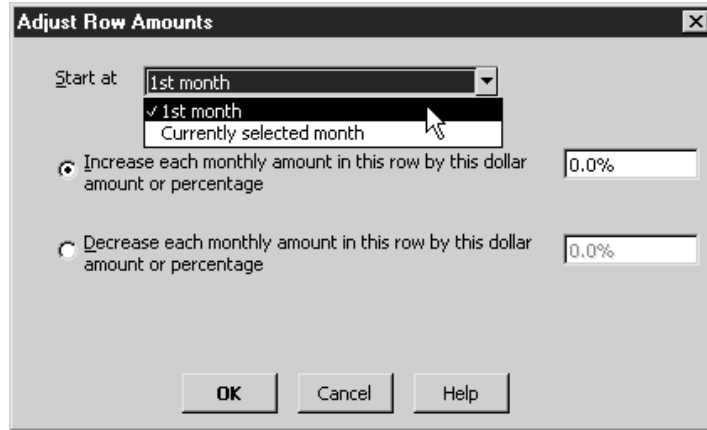 Adjust Row Amounts
Start at
1st month
1st month
Currently selected month
Increase each monthly amount in this row by this dollar
amount or percentage
0.0%
Decrease each monthly amount in this row by this dollar
amount or percentage
0.0%
OK
Cancel
Help